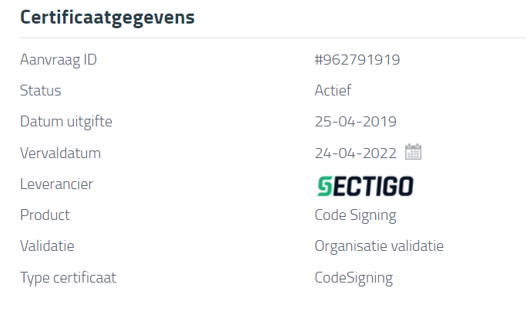 Certificaatgegevens
Aanvraag ID #962791919
Status Actief
Datum uitgifte 25-04-2019
Vervaldatum 24-04-2022
Leverancier SECTIGO
Product Code Signing
Validatie Organisatie validatie
Type certificaat CodeSigning